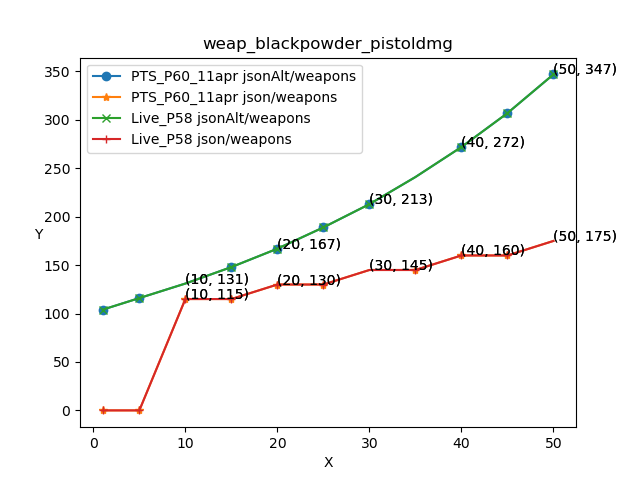 weap_blackpowder_pistoldmg
PTS_P60_11apr jsonAlt/weapons
PTS_P60_11apr json/weapons
Live_P58 jsonAlt/weapons
Live_P58 json/weapons
350
300
250
200
150
100
50
0
Y
(50, 347)
(40, 272)
(30, 213)
(20, 167)
(10, 131)
(10, 115)
(20, 130)
(30, 145)
(40, 160)
(50, 175)
0 10 20 30 40 50
X